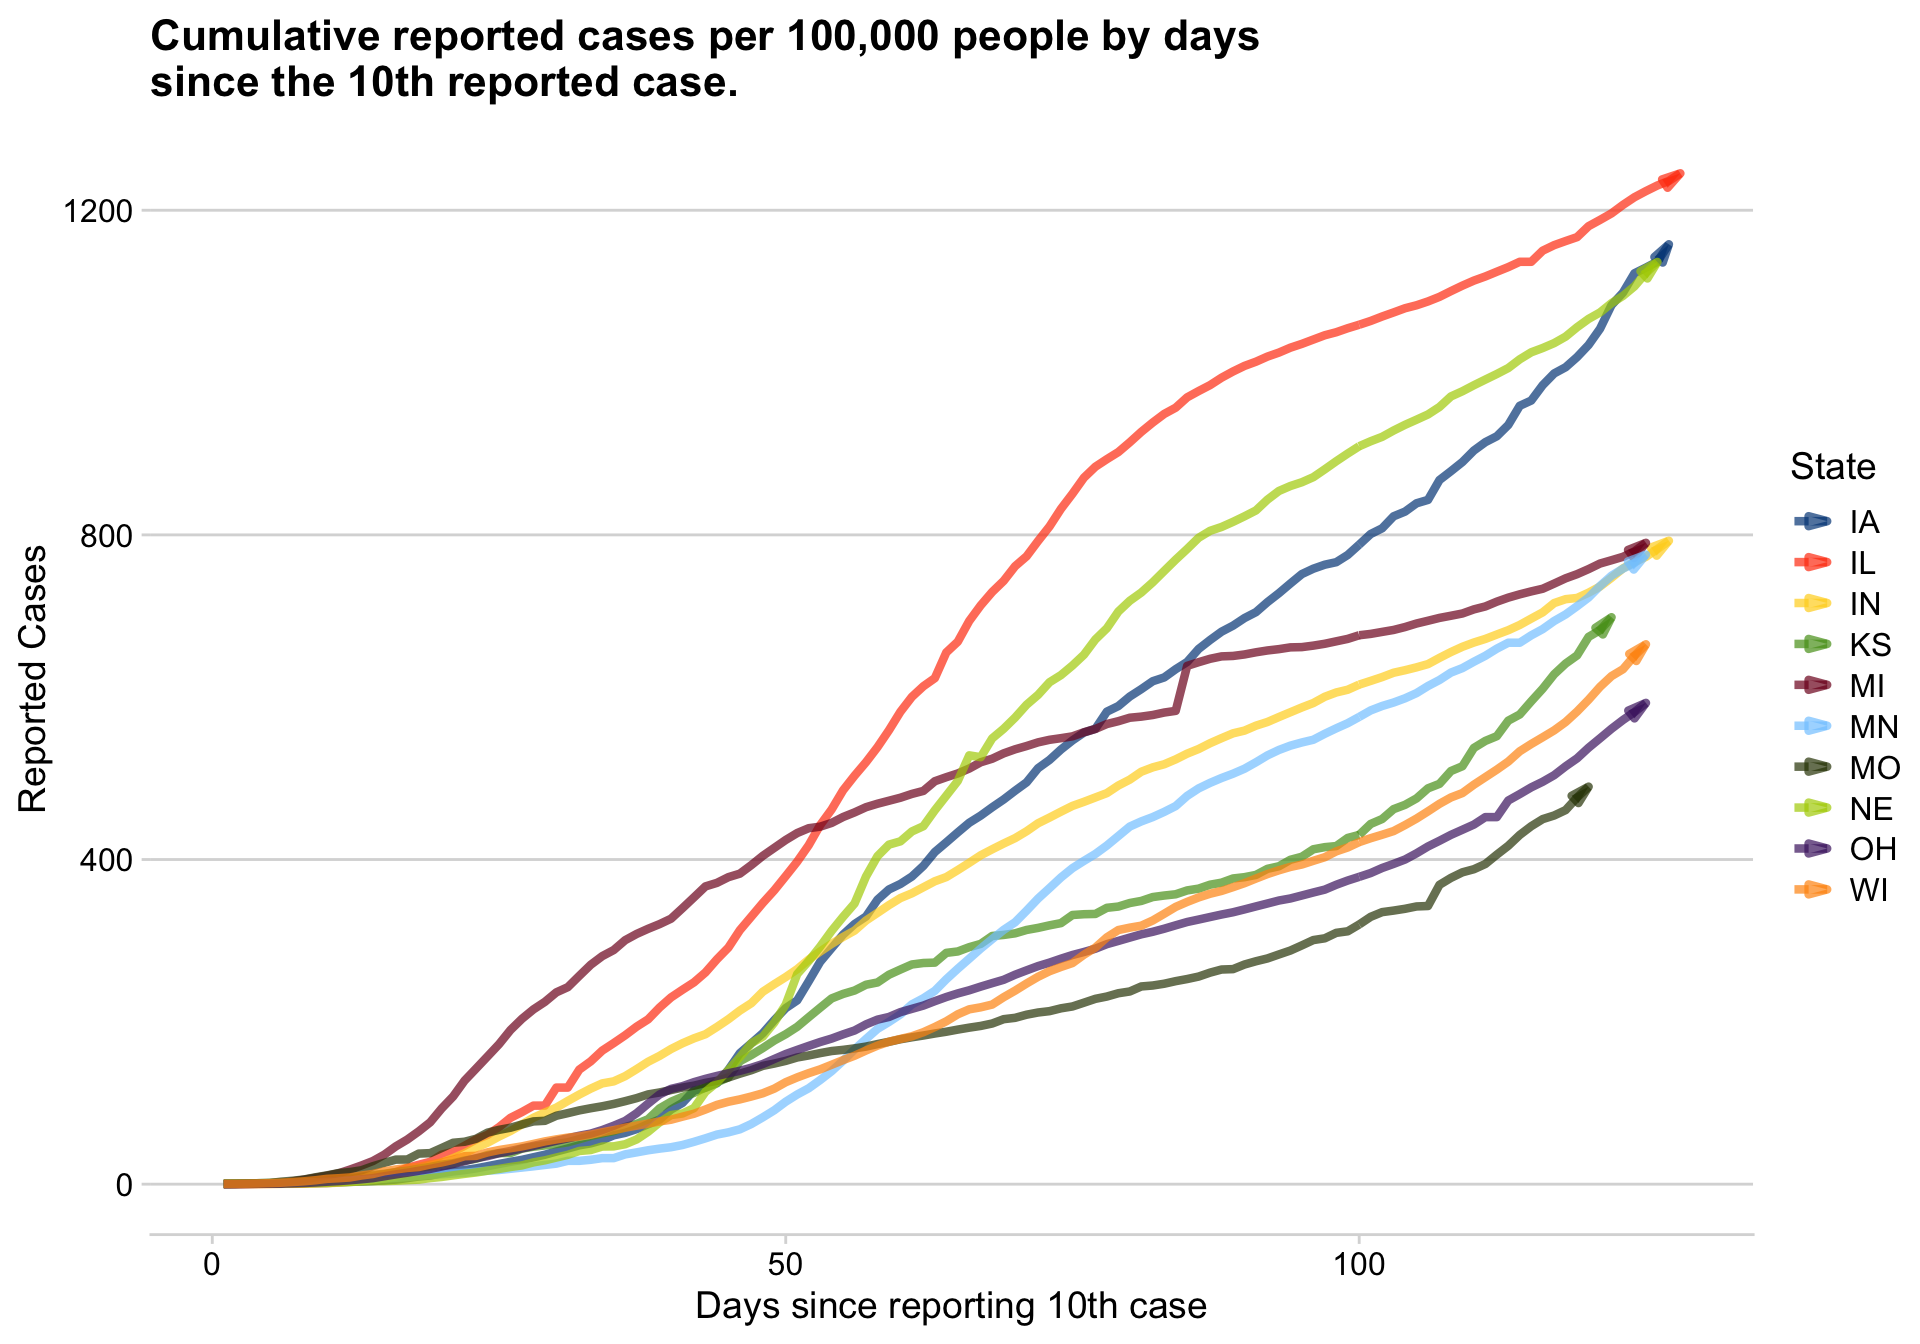 Cumulative reported cases per 100,000 people by days
since the 10th reported case.
1200
800
400
0
Reported Cases
0
50
100
Days since reporting 10th case
State
IA
IL
IN
KS
MI
MN
MO
NE
OH
WI